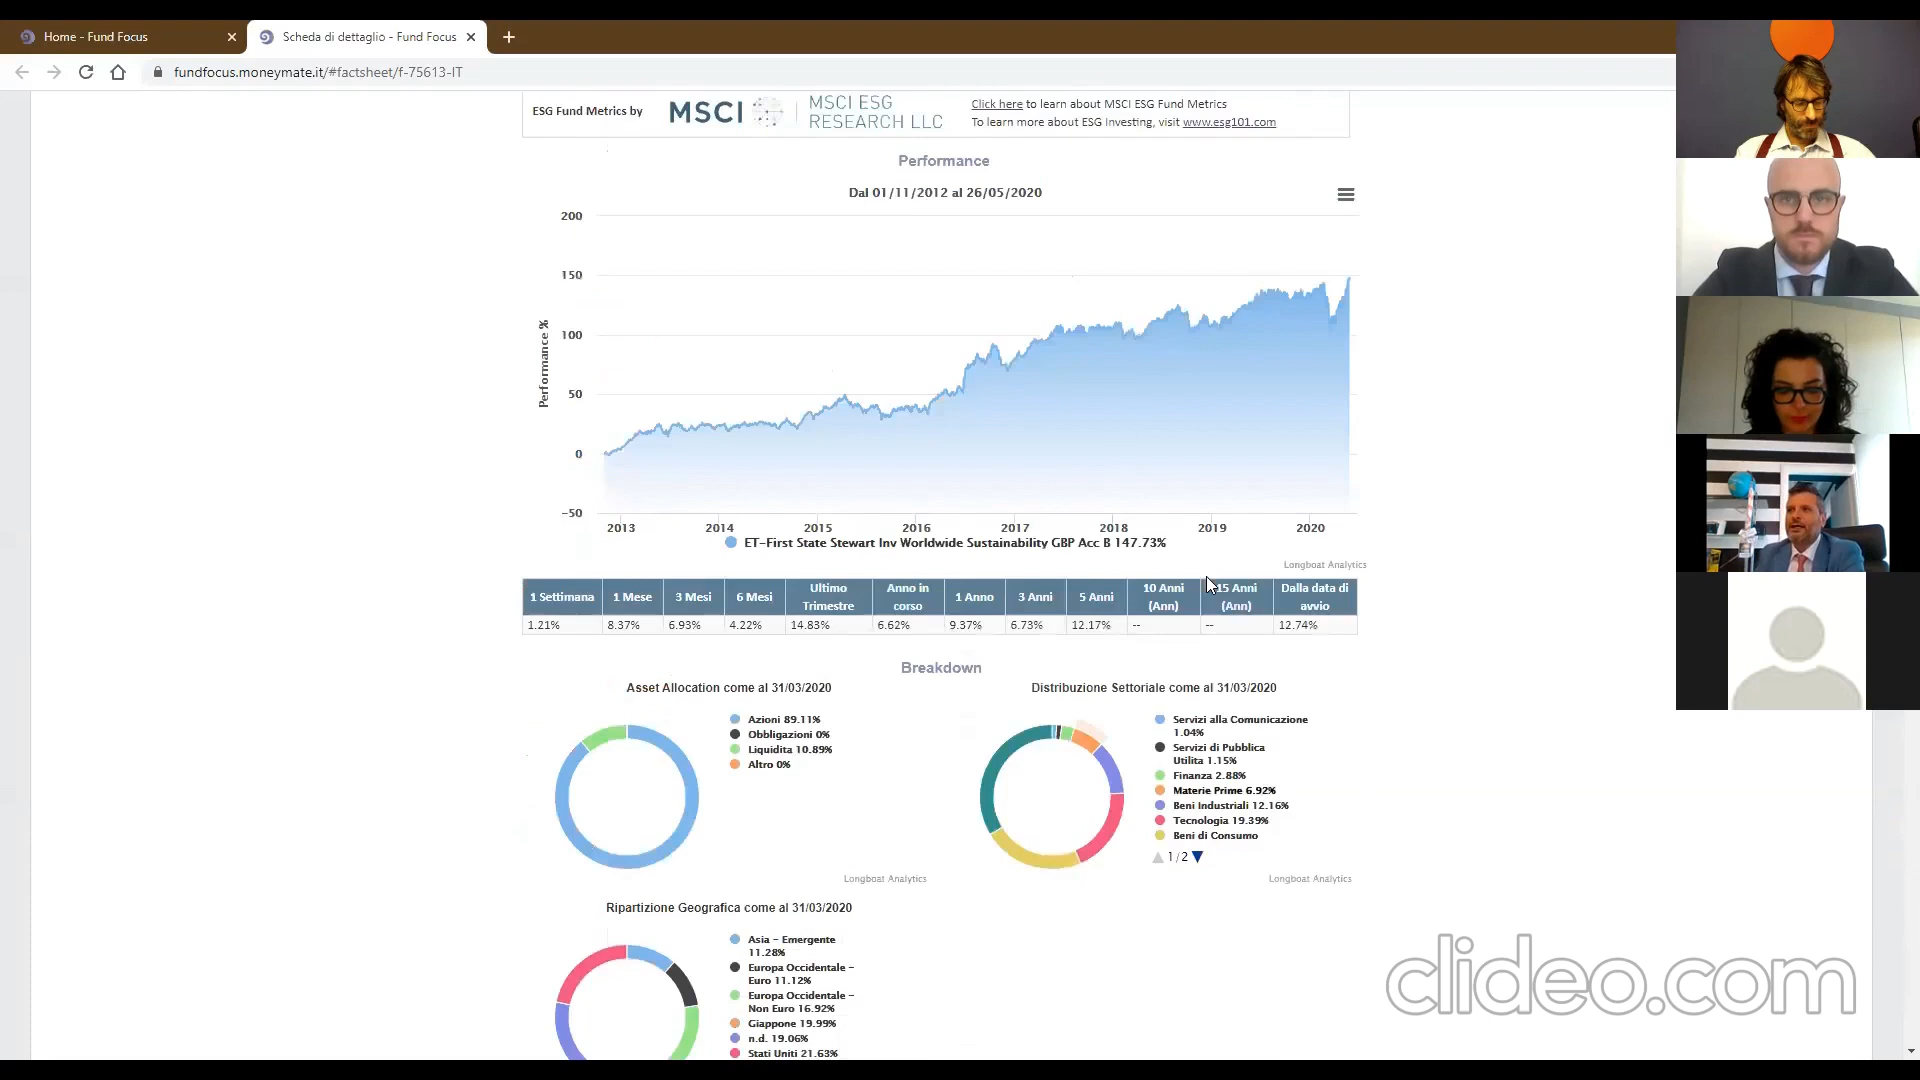 Home - Fund Focus
Scheda di dettaglio - Fund Focus
fundfocus.moneymate.it/#factsheet/f-75613-IT
ESG Fund Metrics by
MSCI
MSCI ESG
RESEARCH LLC
Click here to learn about MSCI ESG Fund Metrics
To learn more about ESG Investing, visit www.esg101.com
Performance
Dal 01/11/2012 al 26/05/2020
200
150
100
50
0
-50
Performance %
2013 2014 2015 2016 2017 2018 2019 2020
ET-First State Stewart Inv Worldwide Sustainability GBP Acc B 147.73%
Longboat Analytics
1 Settimana 1 Mese 3 Mesi 6 Mesi Ultimo Trimestre Anno in corso 1 Anno 3 Anni 5 Anni 10 Anni (Ann) 15 Anni (Ann) Dalla data di avvio
1.21% 8.37% 6.93% 4.22% 14.83% 6.62% 9.37% 6.73% 12.17% -- -- 12.74%
Breakdown
Asset Allocation come al 31/03/2020
Azioni 89.11%
Obbligazioni 0%
Liquidita 10.89%
Altro 0%
Longboat Analytics
Distribuzione Settoriale come al 31/03/2020
Servizi alla Comunicazione
1.04%
Servizi di Pubblica
Utilita 1.15%
Finanza 2.88%
Materie Prime 6.92%
Beni Industriali 12.16%
Tecnologia 19.39%
Beni di Consumo
1/2
Longboat Analytics
Ripartizione Geografica come al 31/03/2020
Asia - Emergente
11.28%
Europa Occidentale -
Euro 11.12%
Europa Occidentale -
Non Euro 16.92%
Giappone 19.99%
n.d. 19.06%
Stati Uniti 21.63%
clideo.com